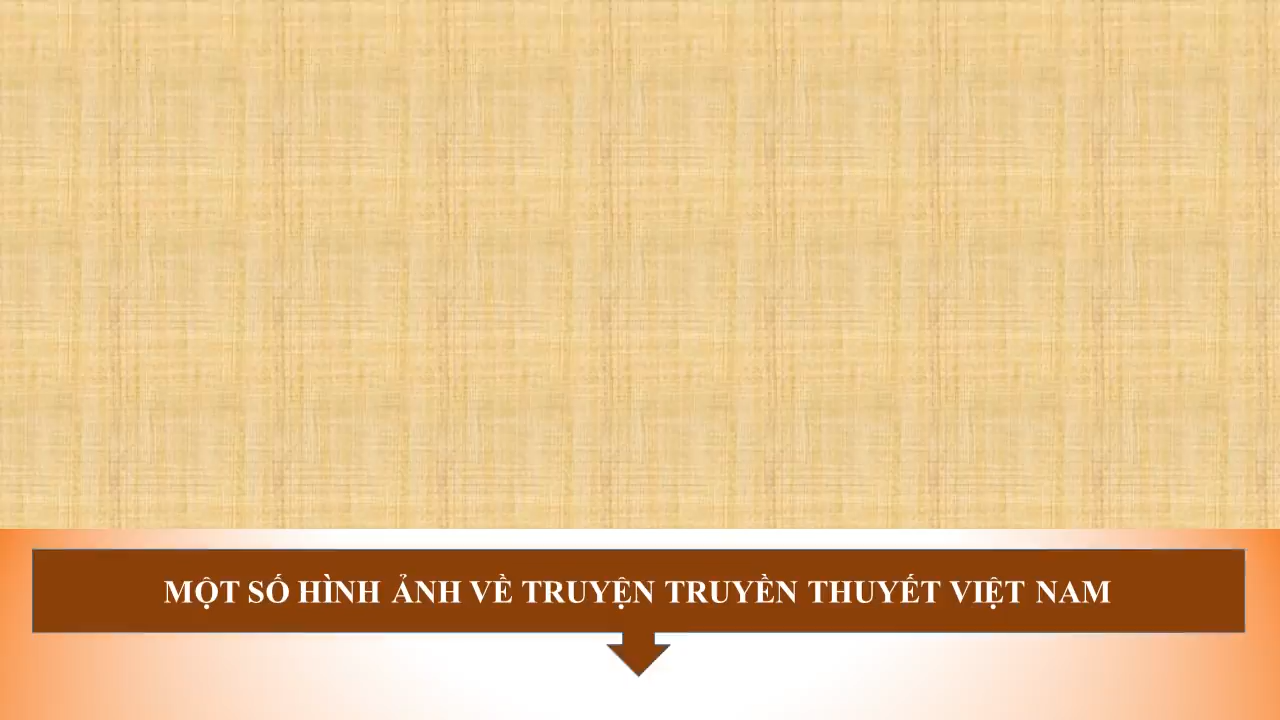 MỘT SỐ HÌNH ẢNH VỀ TRUYỆN TRUYỀN THUYẾT VIỆT NAM